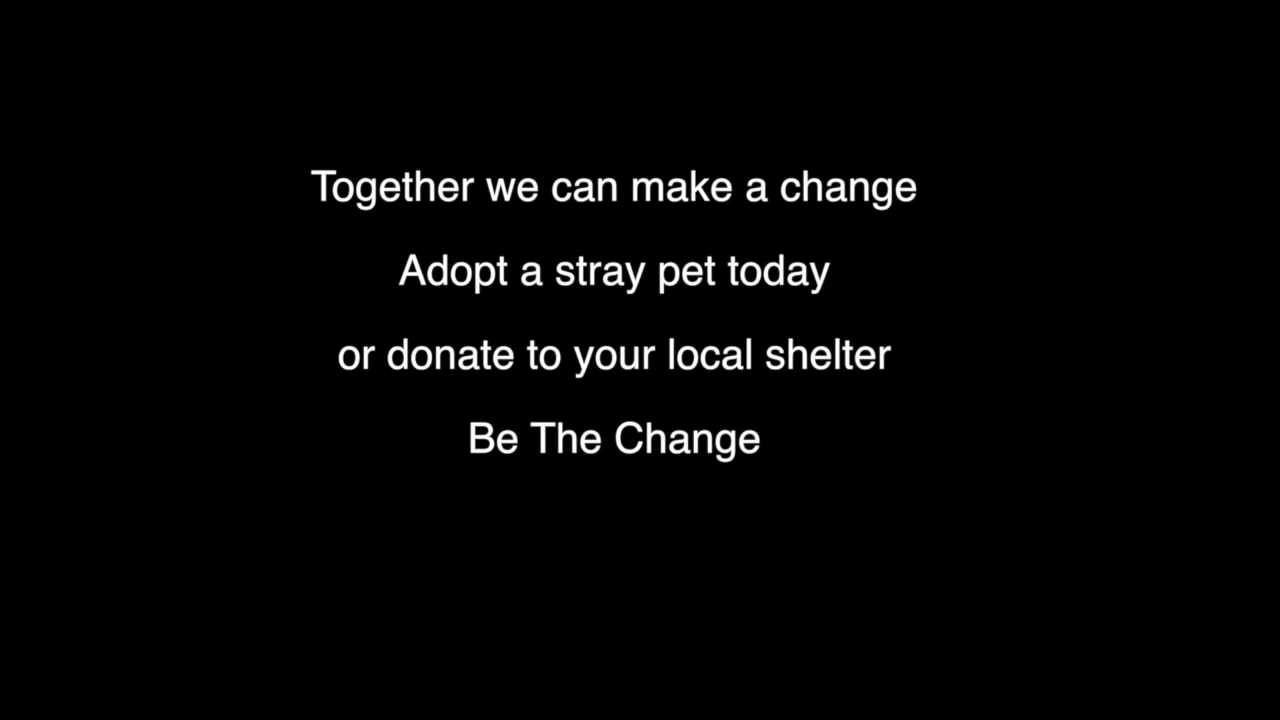 Together we can make a change
Adopt a stray pet today
or donate to your local shelter
Be The Change